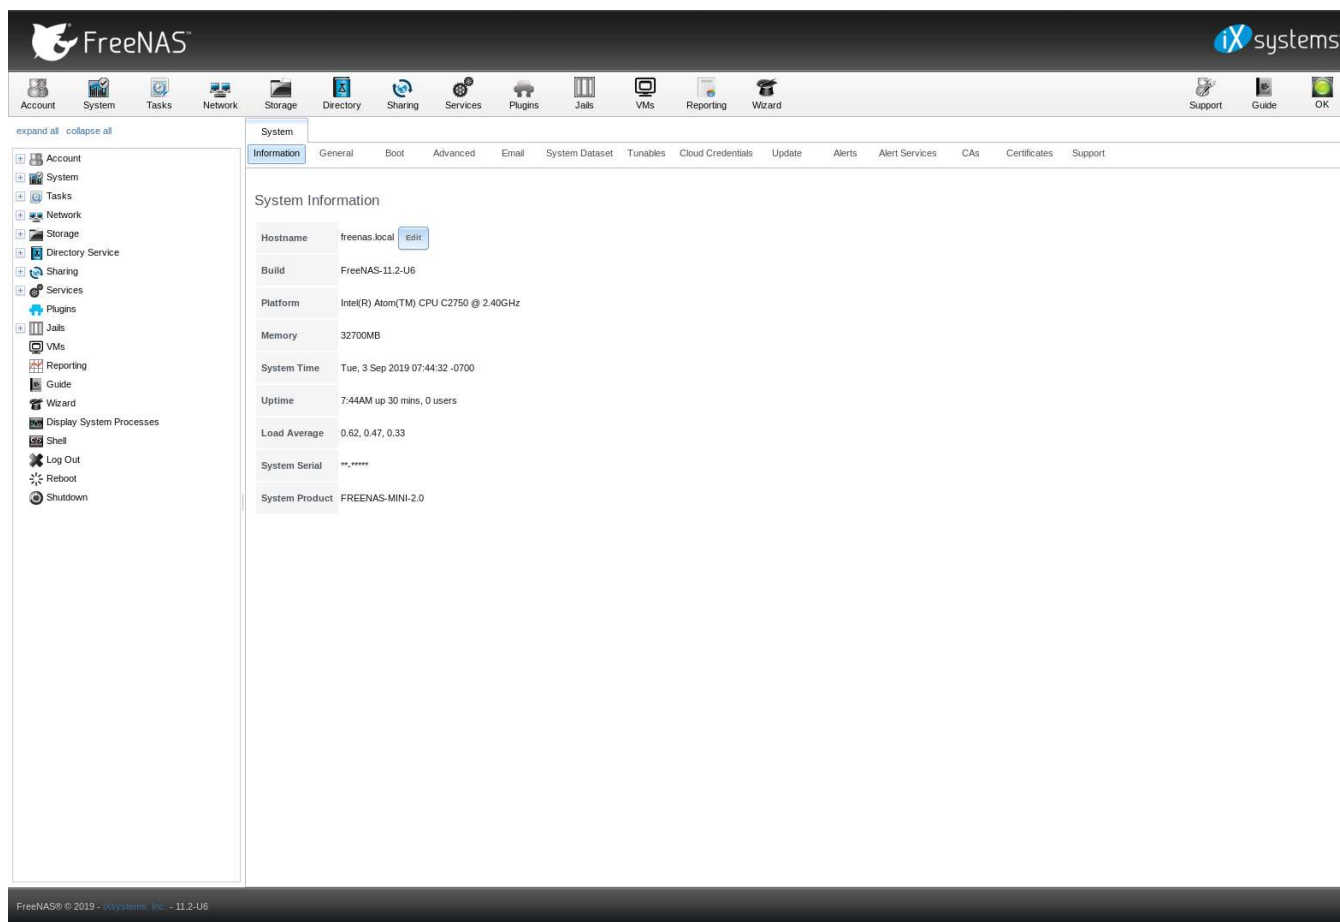 FreeNAS™
iXsystems
Account System Tasks Network Storage Directory Sharing Services Plugins Jails VMs Reporting Wizard Support Guide OK
expand all collapse all
System
Information General Boot Advanced Email System Dataset Tunables Cloud Credentials Update Alerts Alert Services CAs Certificates Support
Account
System
Tasks
Network
Storage
Directory Service
Sharing
Services
Plugins
Jails
VMs
Reporting
Guide
Wizard
Display System Processes
Shell
Log Out
Reboot
Shutdown
System Information
Hostname freenas.local Edit
Build FreeNAS-11.2-U6
Platform Intel(R) Atom(TM) CPU C2750 @ 2.40GHz
Memory 32700MB
System Time Tue, 3 Sep 2019 07:44:32 -0700
Uptime 7:44AM up 30 mins, 0 users
Load Average 0.62, 0.47, 0.33
System Serial **-*****
System Product FREENAS-MINI-2.0
FreeNAS® © 2019 - iXsystems, Inc. - 11.2-U6